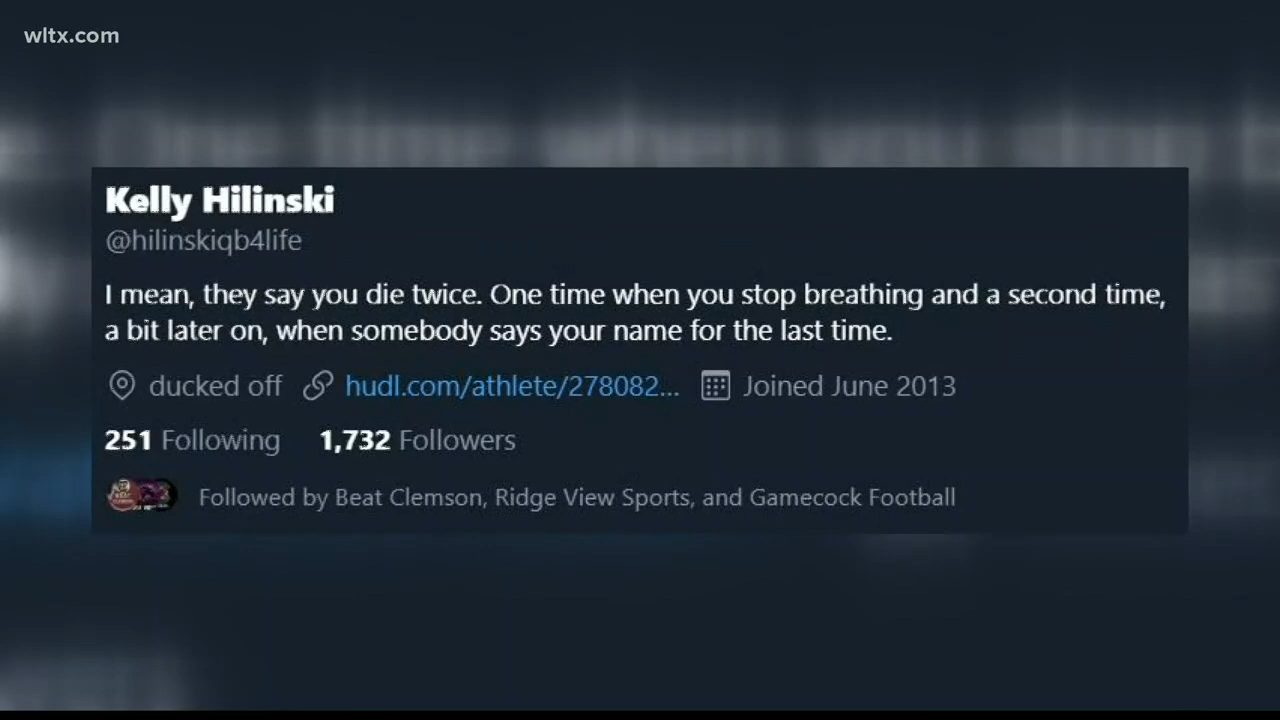 wltx.com
Kelly Hilinski
@hilinskiqb4life
I mean, they say you die twice. One time when you stop breathing and a second time,
a bit later on, when somebody says your name for the last time.
ducked off hudl.com/athlete/278082... Joined June 2013
251 Following 1,732 Followers
Followed by Beat Clemson, Ridge View Sports, and Gamecock Football